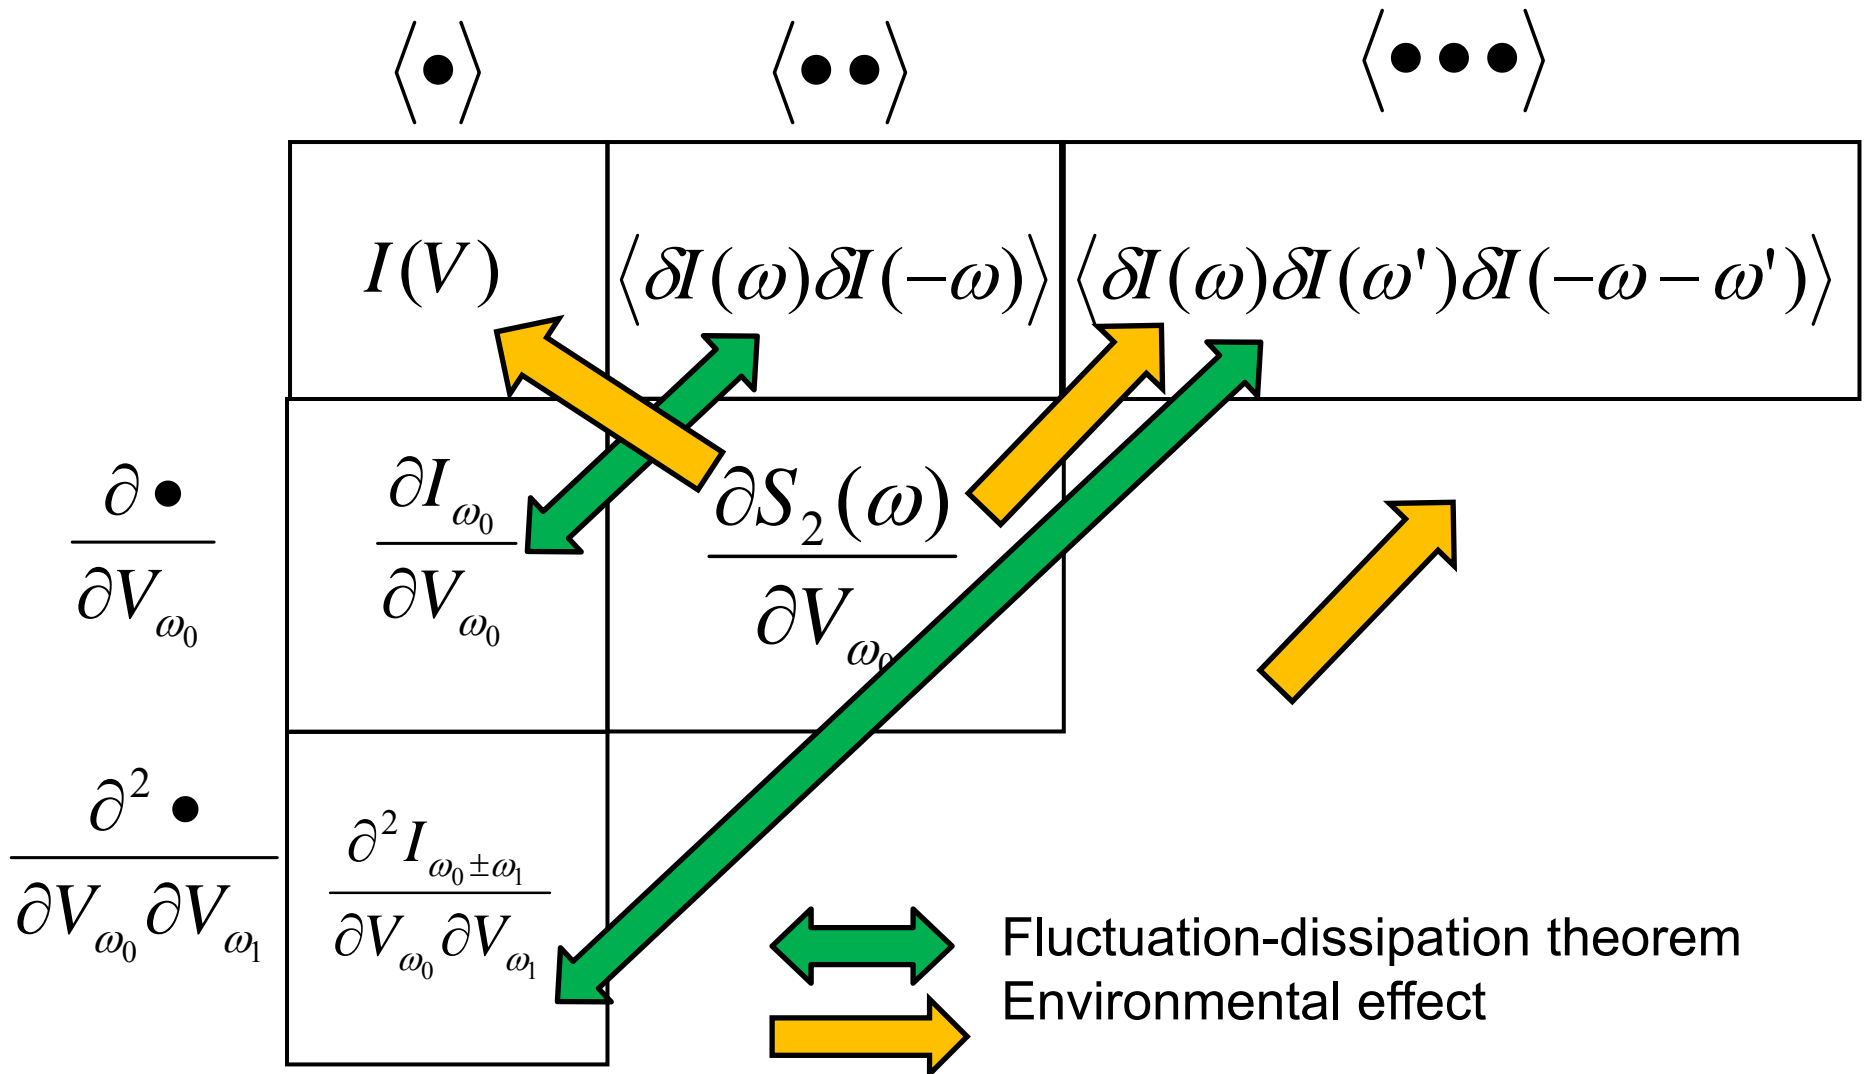 ⟨•⟩ ⟨••⟩ ⟨•••⟩
I(V) ⟨δI(ω)δI(−ω)⟩ ⟨δI(ω)δI(ω')δI(−ω − ω')⟩
∂• / ∂V_ω₀ ∂I_ω₀ / ∂V_ω₀ ∂S₂(ω) / ∂V_ω₀
∂²• / ∂V_ω₀ ∂V_ω₁ ∂²I_ω₀±ω₁ / ∂V_ω₀ ∂V_ω₁
Fluctuation-dissipation theorem
Environmental effect